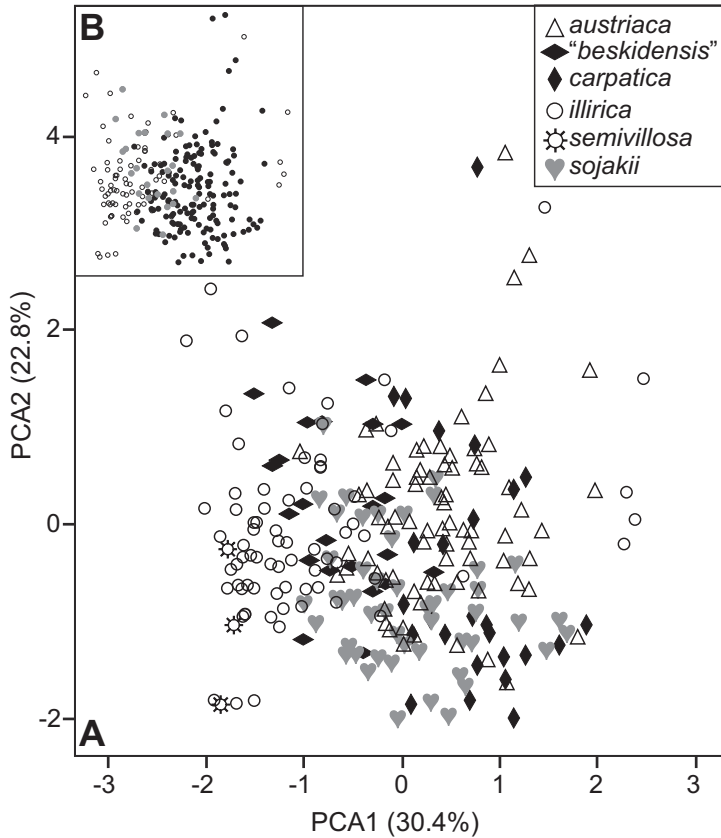 B
austriaca
“beskidensis”
carpatica
illirica
semivillosa
sojakii
4
2
0
-2
PCA2 (22.8%)
A
-3 -2 -1 0 1 2 3
PCA1 (30.4%)